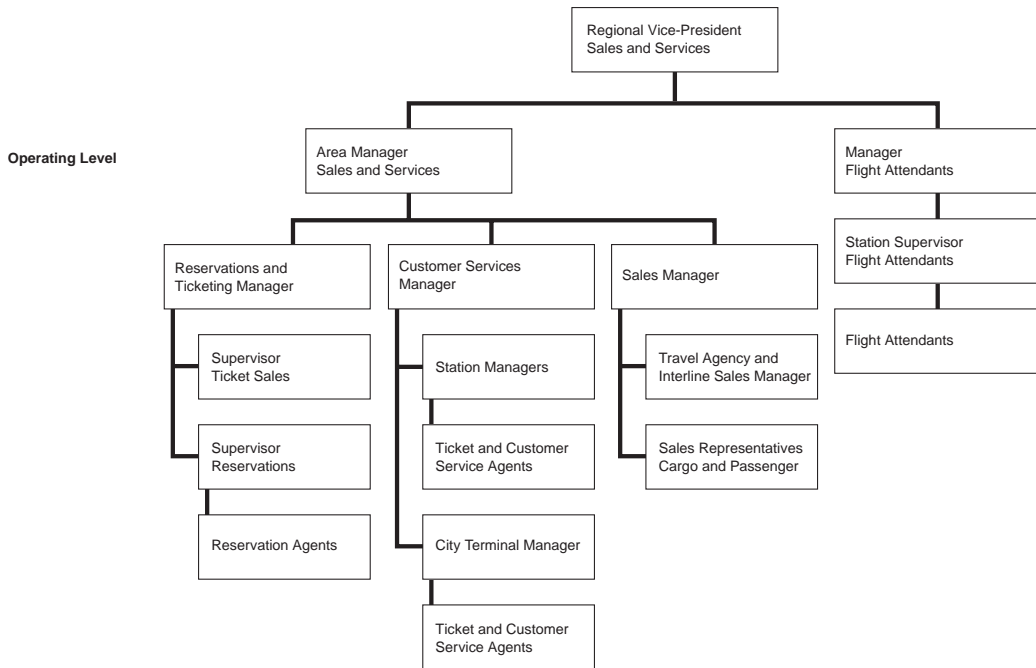 Regional Vice-President
Sales and Services
Operating Level
Area Manager
Sales and Services
Manager
Flight Attendants
Station Supervisor
Flight Attendants
Flight Attendants
Reservations and
Ticketing Manager
Supervisor
Ticket Sales
Supervisor
Reservations
Reservation Agents
Customer Services
Manager
Station Managers
Ticket and Customer
Service Agents
City Terminal Manager
Ticket and Customer
Service Agents
Sales Manager
Travel Agency and
Interline Sales Manager
Sales Representatives
Cargo and Passenger